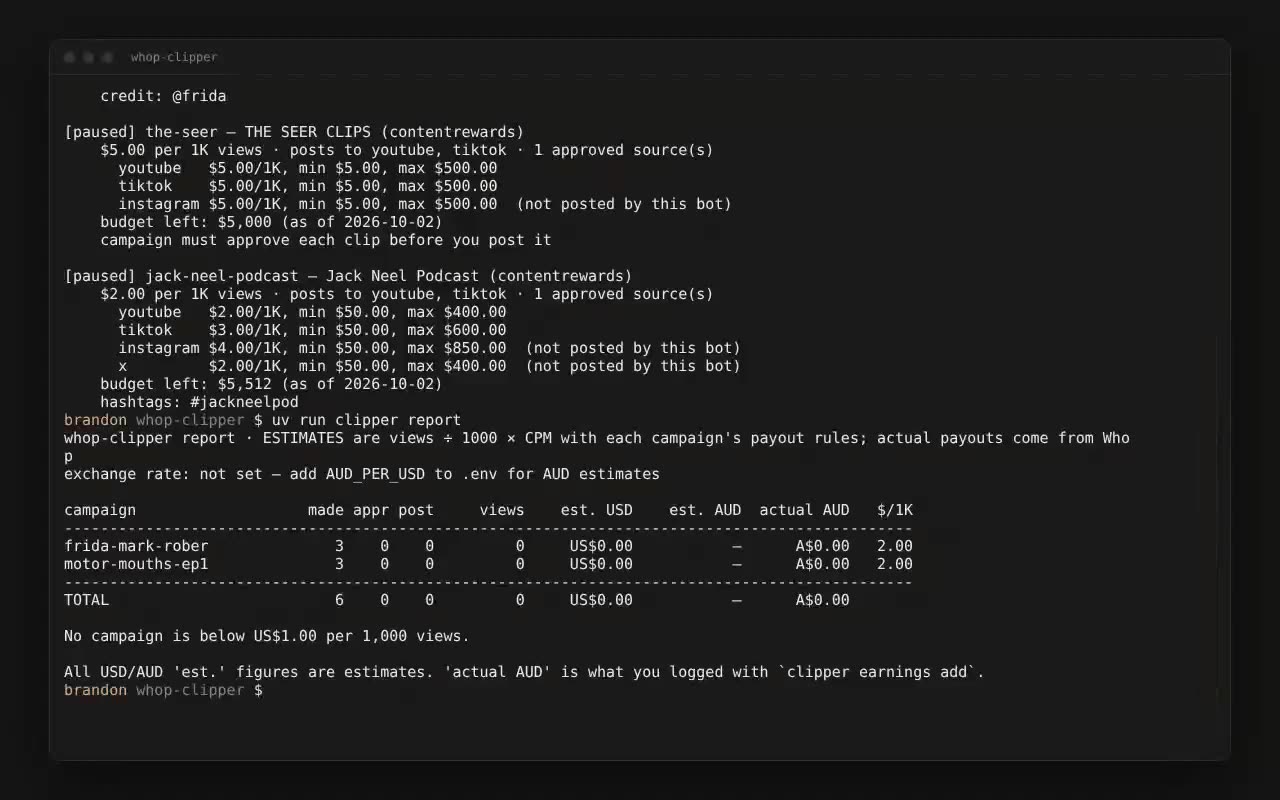 whop-clipper
credit: @frida
[paused] the-seer — THE SEER CLIPS (contentrewards)
$5.00 per 1K views · posts to youtube, tiktok · 1 approved source(s)
youtube $5.00/1K, min $5.00, max $500.00
tiktok $5.00/1K, min $5.00, max $500.00
instagram $5.00/1K, min $5.00, max $500.00 (not posted by this bot)
budget left: $5,000 (as of 2026-10-02)
campaign must approve each clip before you post it
[paused] jack-neel-podcast — Jack Neel Podcast (contentrewards)
$2.00 per 1K views · posts to youtube, tiktok · 1 approved source(s)
youtube $2.00/1K, min $50.00, max $400.00
tiktok $3.00/1K, min $50.00, max $600.00
instagram $4.00/1K, min $50.00, max $850.00 (not posted by this bot)
x $2.00/1K, min $50.00, max $400.00 (not posted by this bot)
budget left: $5,512 (as of 2026-10-02)
hashtags: #jackneelpod
brandon whop-clipper $ uv run clipper report
whop-clipper report · ESTIMATES are views ÷ 1000 × CPM with each campaign's payout rules; actual payouts come from Who
p
exchange rate: not set — add AUD_PER_USD to .env for AUD estimates
campaign made appr post views est. USD est. AUD actual AUD $/1K
----------------------------------------------------------------------------------------------
frida-mark-rober 3 0 0 0 US$0.00 — A$0.00 2.00
motor-mouths-ep1 3 0 0 0 US$0.00 — A$0.00 2.00
----------------------------------------------------------------------------------------------
TOTAL 6 0 0 0 US$0.00 — A$0.00
No campaign is below US$1.00 per 1,000 views.
All USD/AUD 'est.' figures are estimates. 'actual AUD' is what you logged with `clipper earnings add`.
brandon whop-clipper $